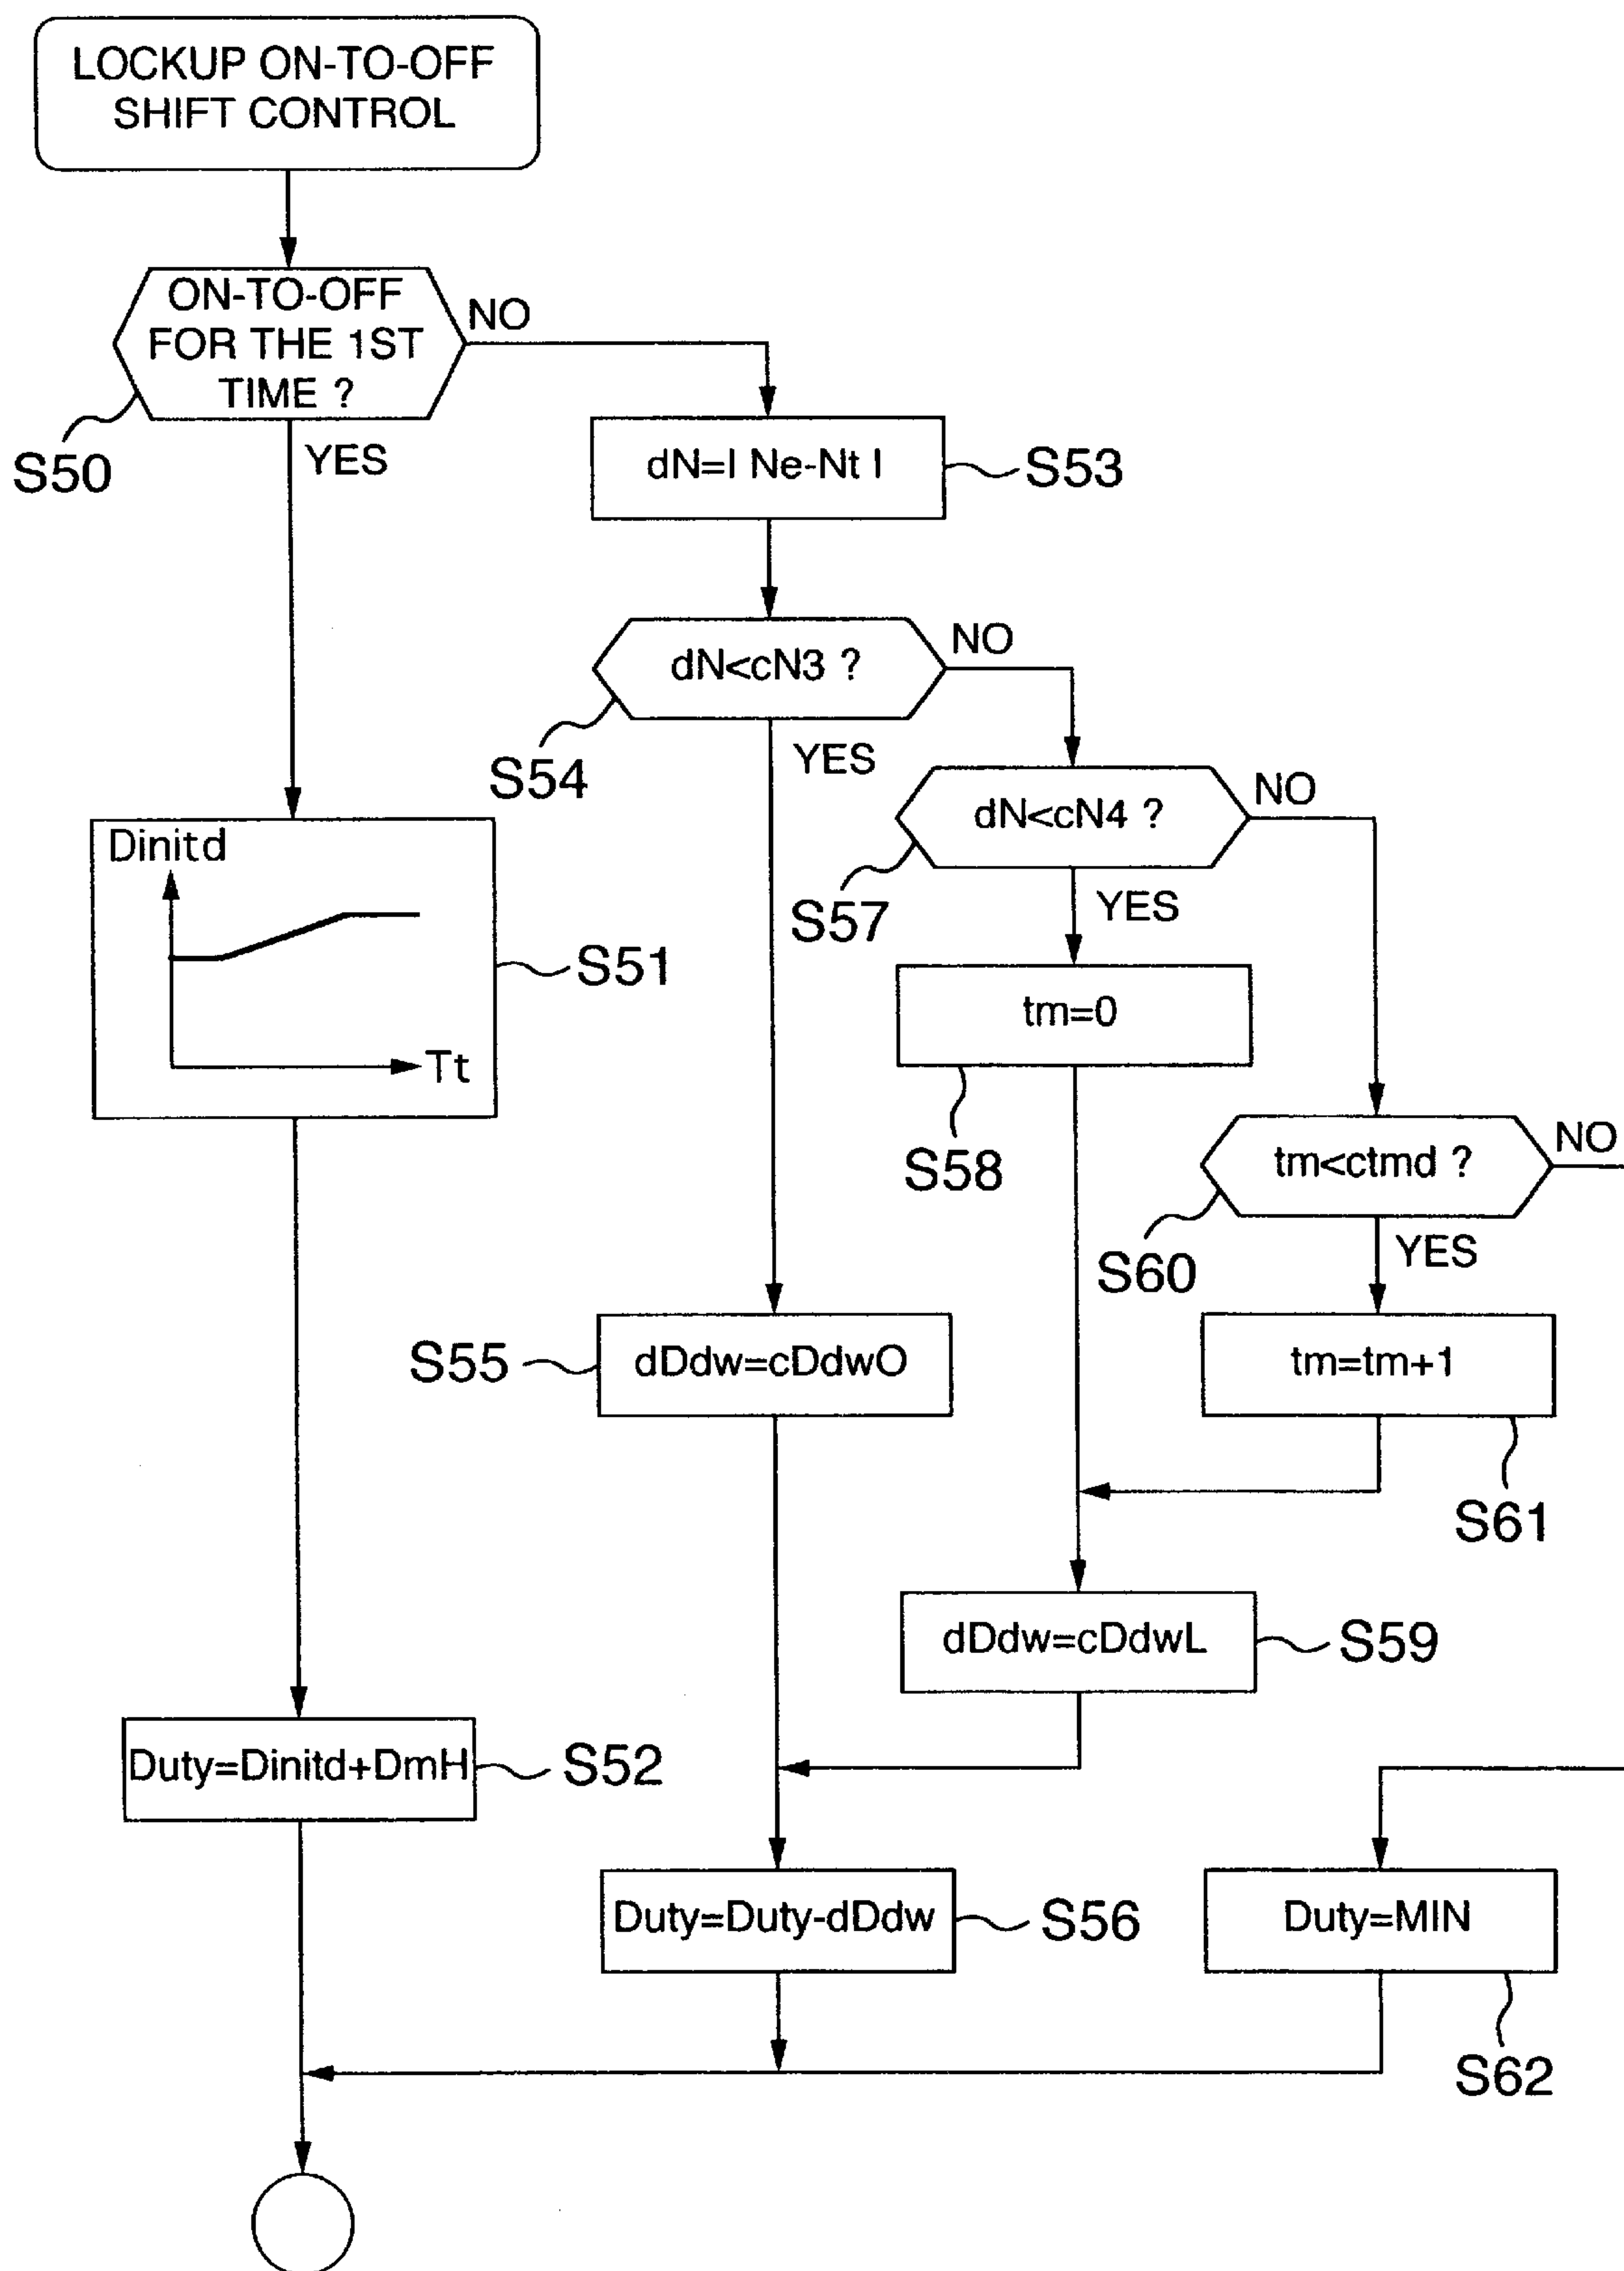 LOCKUP ON-TO-OFF
SHIFT CONTROL
ON-TO-OFF
FOR THE 1ST
TIME ?
NO
S50
YES
dN=| Ne-Nt |
S53
dN<cN3 ?
NO
S54
YES
dN<cN4 ?
NO
S57
YES
Dinitd
Tt
S51
tm=0
S58
tm<ctmd ?
NO
S60
YES
S55
dDdw=cDdwO
tm=tm+1
S61
dDdw=cDdwL
S59
Duty=Dinitd+DmH
S52
Duty=Duty-dDdw
S56
Duty=MIN
S62